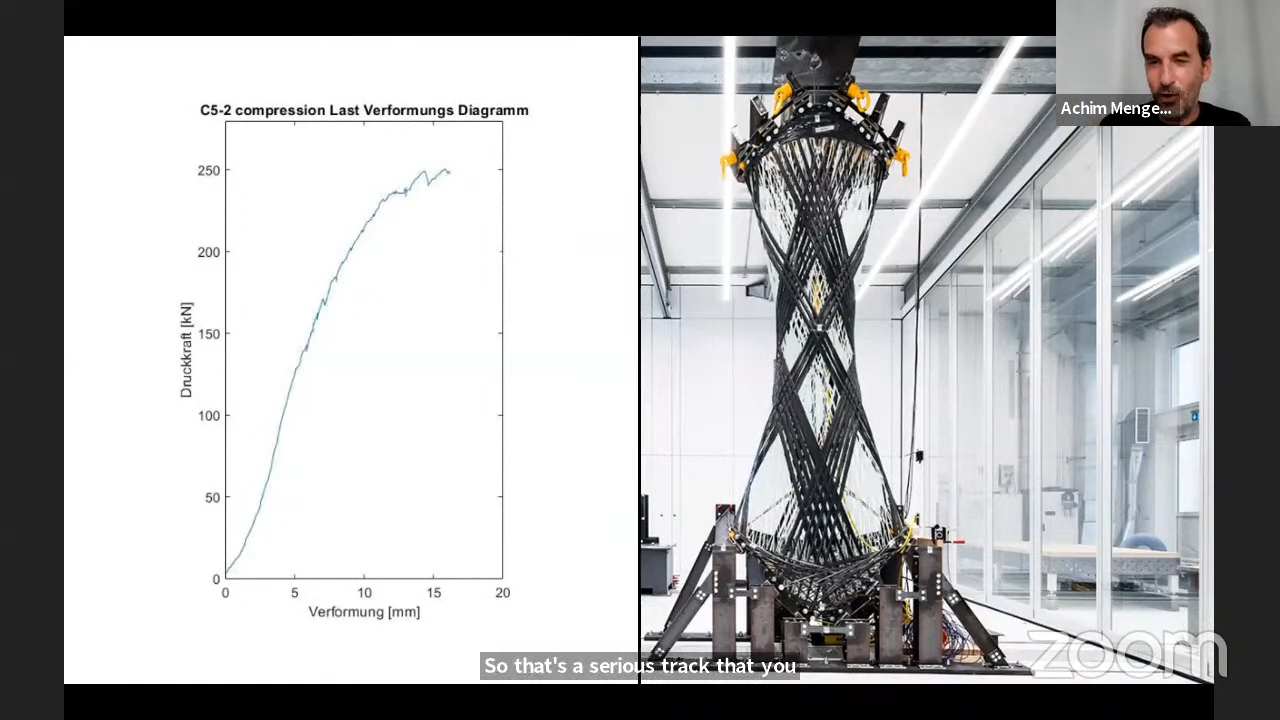 C5-2 compression Last Verformungs Diagramm
Druckkraft [kN]
250
200
150
100
50
0
0 5 10 15 20
Verformung [mm]
Achim Menge...
So that's a serious track that you
zoom